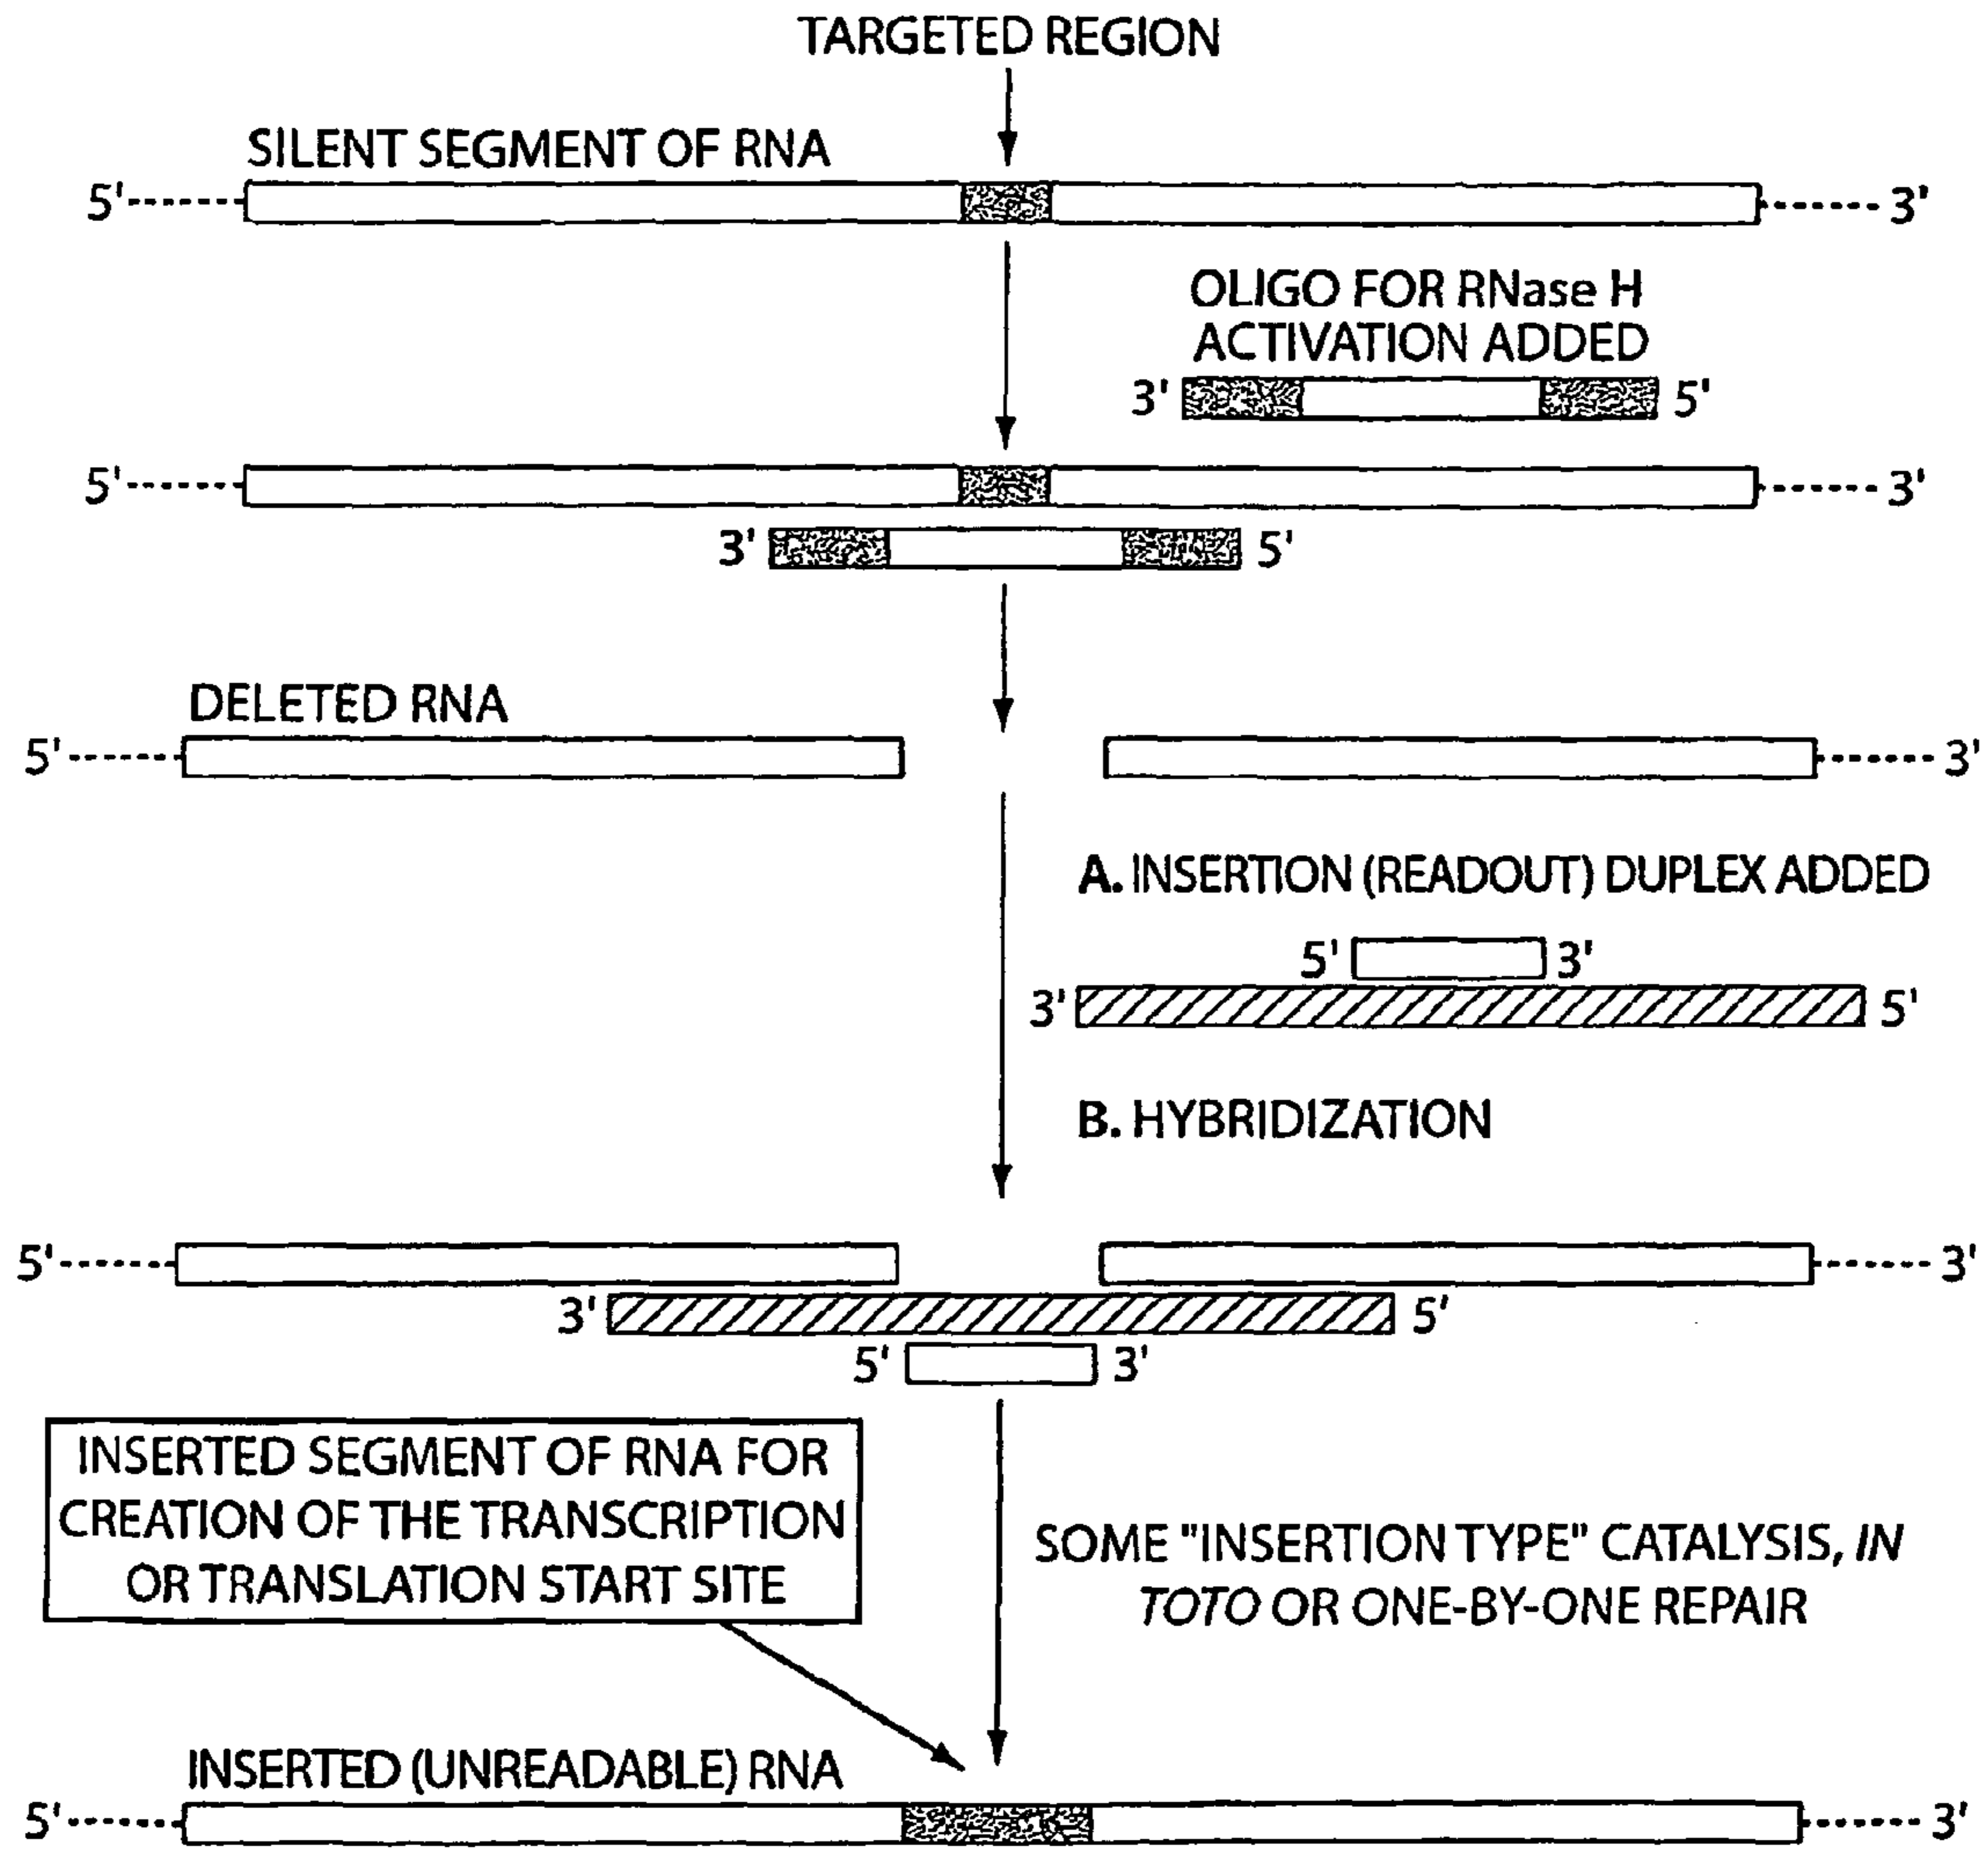 TARGETED REGION
SILENT SEGMENT OF RNA
5' 3'
OLIGO FOR RNase H
ACTIVATION ADDED
3' 5'
5' 3'
3' 5'
DELETED RNA
5' 3'
A. INSERTION (READOUT) DUPLEX ADDED
5' 3'
3' 5'
B. HYBRIDIZATION
5' 3'
3' 5'
5' 3'
INSERTED SEGMENT OF RNA FOR
CREATION OF THE TRANSCRIPTION
OR TRANSLATION START SITE
SOME "INSERTION TYPE" CATALYSIS, IN
TOTO OR ONE-BY-ONE REPAIR
INSERTED (UNREADABLE) RNA
5' 3'